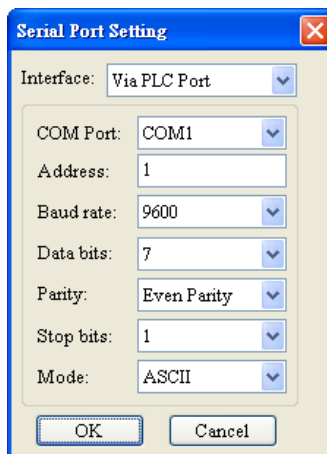 Serial Port Setting
Interface: Via PLC Port
COM Port: COM1
Address: 1
Baud rate: 9600
Data bits: 7
Parity: Even Parity
Stop bits: 1
Mode: ASCII
OK Cancel